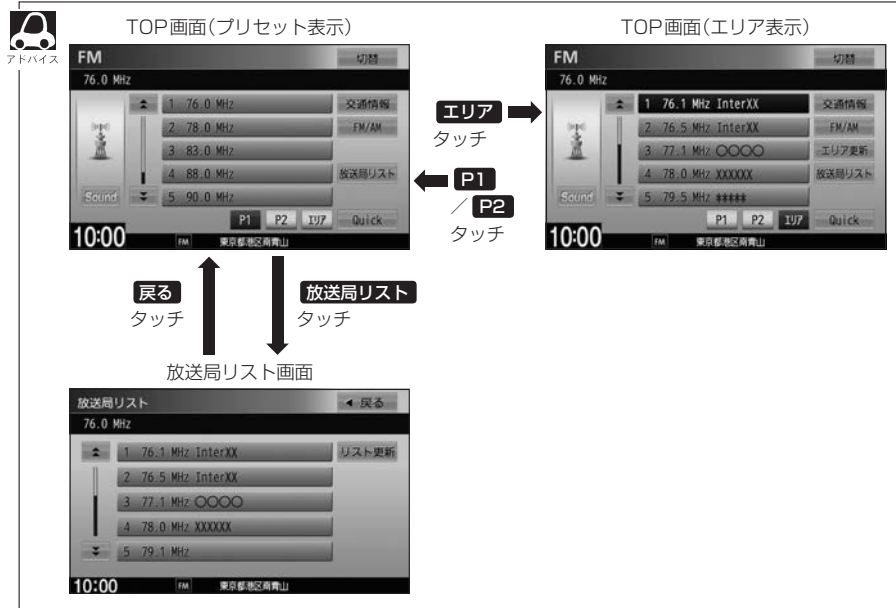 アドバイス
TOP画面(プリセット表示)
FM
切替
76.0 MHz
1 76.0 MHz
交通情報
2 78.0 MHz
FM/AM
3 83.0 MHz
4 88.0 MHz
放送局リスト
Sound
5 90.0 MHz
P1 P2 エリア
Quick
10:00
FM
東京都港区南青山
エリア
タッチ
P1
/P2
タッチ
TOP画面(エリア表示)
FM
切替
76.0 MHz
1 76.1 MHz InterXX
交通情報
2 76.5 MHz InterXX
FM/AM
3 77.1 MHz ○○○○
エリア更新
4 78.0 MHz XXXXXX
放送局リスト
Sound
5 79.5 MHz *****
P1 P2 エリア
Quick
10:00
FM
東京都港区南青山
戻る
タッチ
放送局リスト
タッチ
放送局リスト画面
放送局リスト
◀ 戻る
76.0 MHz
1 76.1 MHz InterXX
リスト更新
2 76.5 MHz InterXX
3 77.1 MHz ○○○○
4 78.0 MHz XXXXXX
5 79.1 MHz
10:00
FM
東京都港区南青山